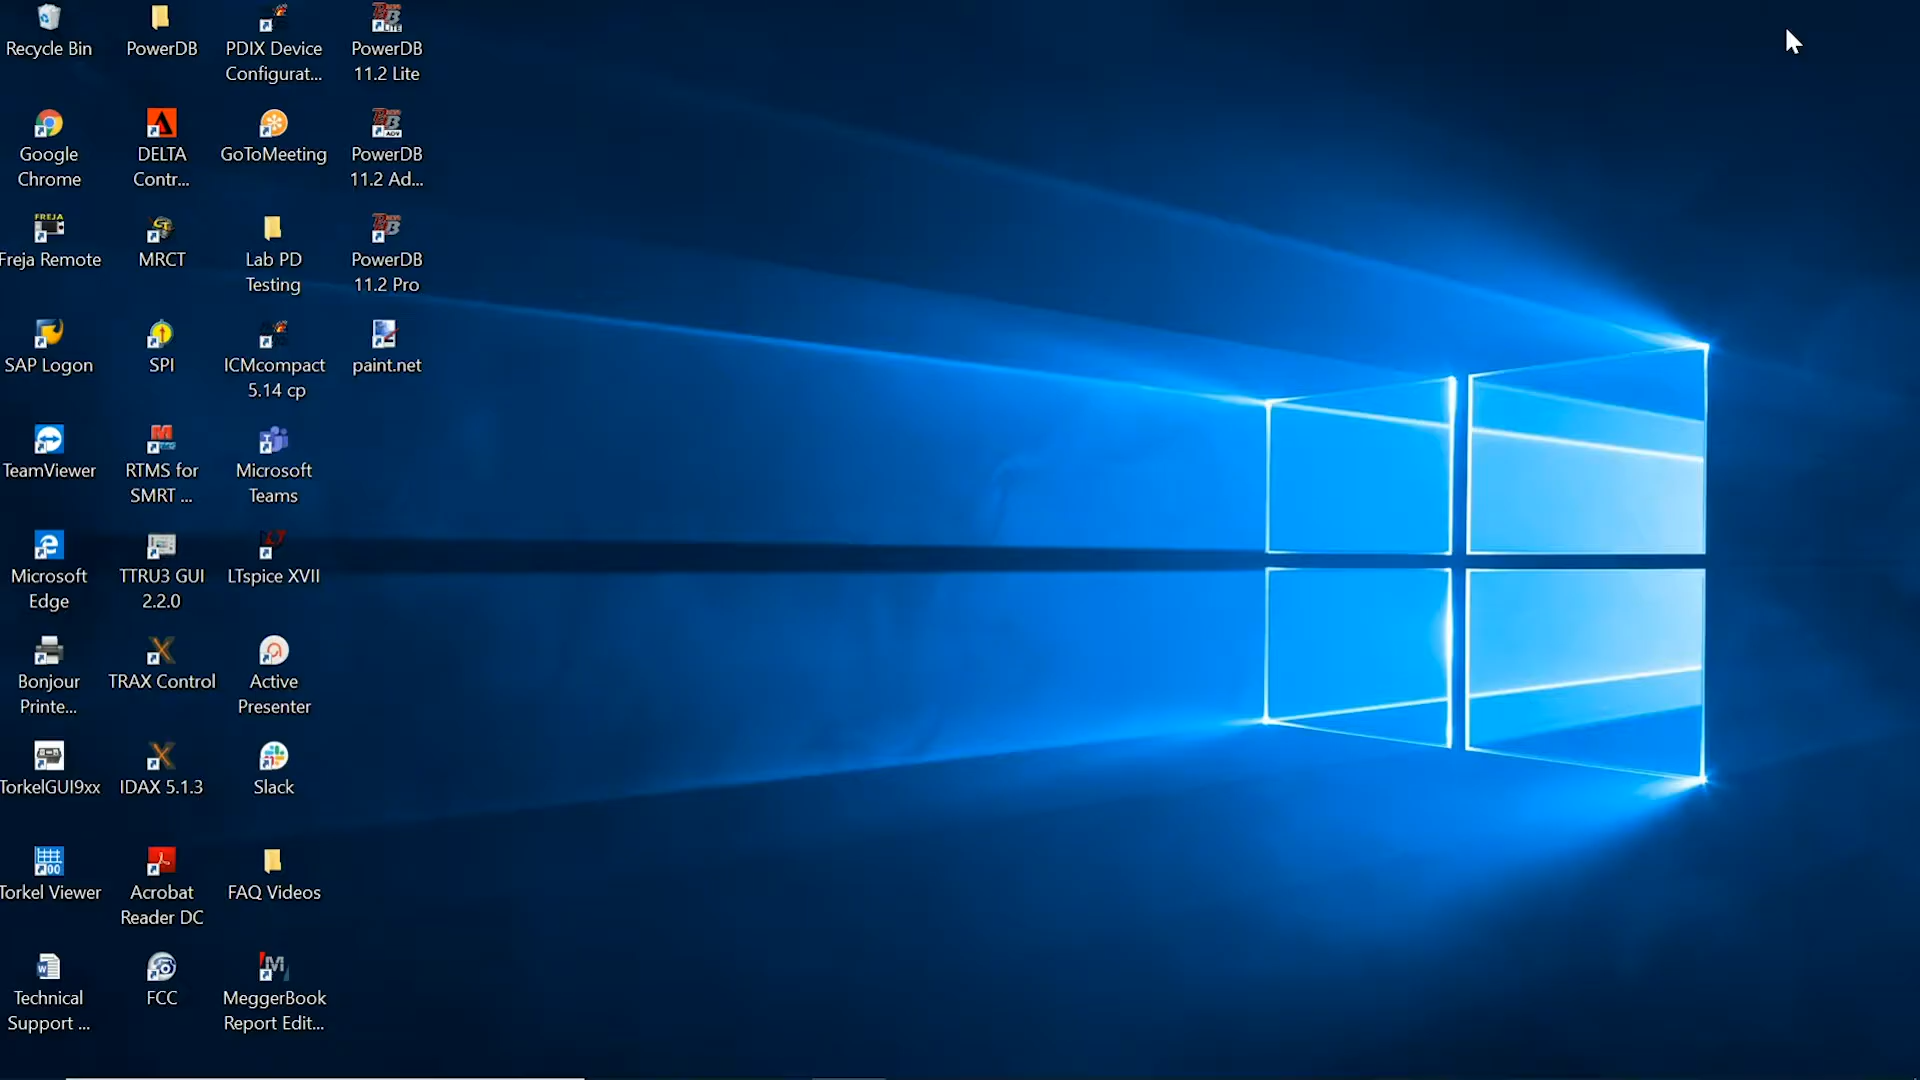 Recycle Bin
PowerDB
PDIX Device
Configurat...
PowerDB
11.2 Lite
Google
Chrome
DELTA
Contr...
GoToMeeting
PowerDB
11.2 Ad...
Freja Remote
MRCT
Lab PD
Testing
PowerDB
11.2 Pro
SAP Logon
SPI
ICMcompact
5.14 cp
paint.net
TeamViewer
RTMS for
SMRT ...
Microsoft
Teams
Microsoft
Edge
TTRU3 GUI
2.2.0
LTspice XVII
Bonjour
Printe...
TRAX Control
Active
Presenter
TorkelGUI9xx
IDAX 5.1.3
Slack
Torkel Viewer
Acrobat
Reader DC
FAQ Videos
Technical
Support ...
FCC
MeggerBook
Report Edit...